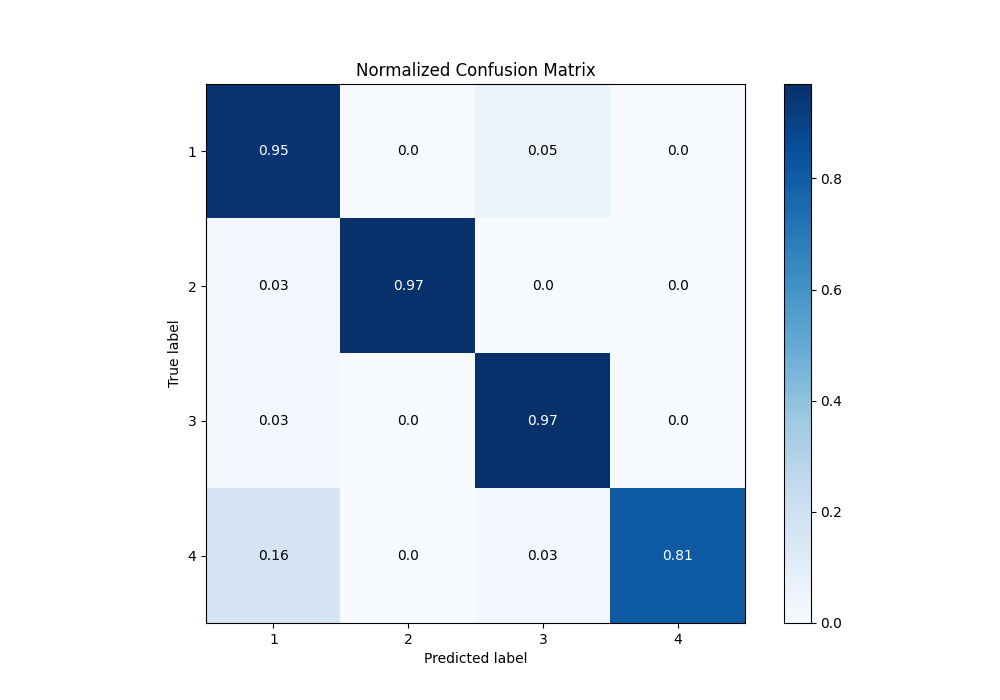 Normalized Confusion Matrix
1 0.95 0.0 0.05 0.0
2 0.03 0.97 0.0 0.0
3 0.03 0.0 0.97 0.0
4 0.16 0.0 0.03 0.81
1 2 3 4
Predicted label
True label
0.8
0.6
0.4
0.2
0.0